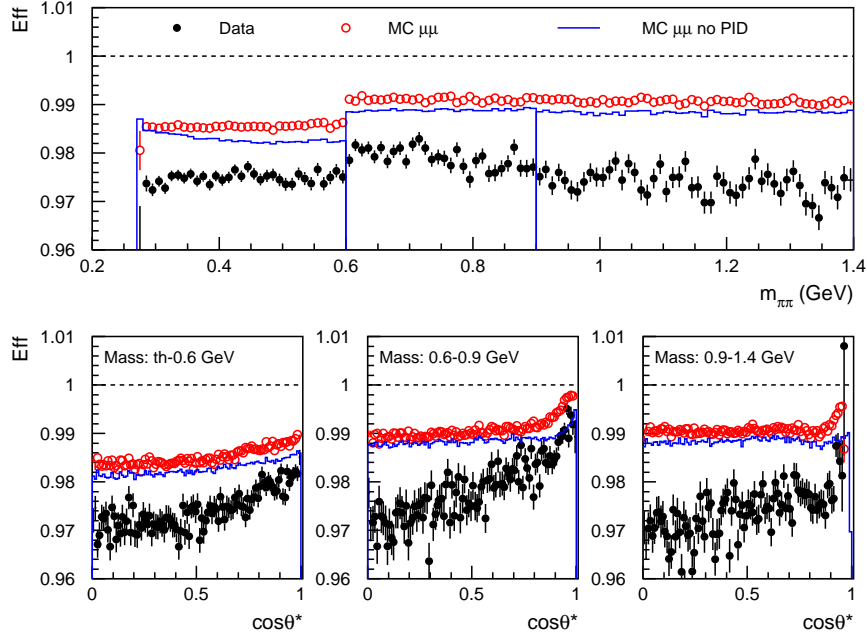 Eff
Data
MC μμ
MC μμ no PID
1.01
1
0.99
0.98
0.97
0.96
0.2 0.4 0.6 0.8 1 1.2 1.4
m_ππ (GeV)
Eff
1.01
1
0.99
0.98
0.97
0.96
Mass: th-0.6 GeV
0 0.5 1
cosθ*
1.01
1
0.99
0.98
0.97
0.96
Mass: 0.6-0.9 GeV
0 0.5 1
cosθ*
1.01
1
0.99
0.98
0.97
0.96
Mass: 0.9-1.4 GeV
0 0.5 1
cosθ*